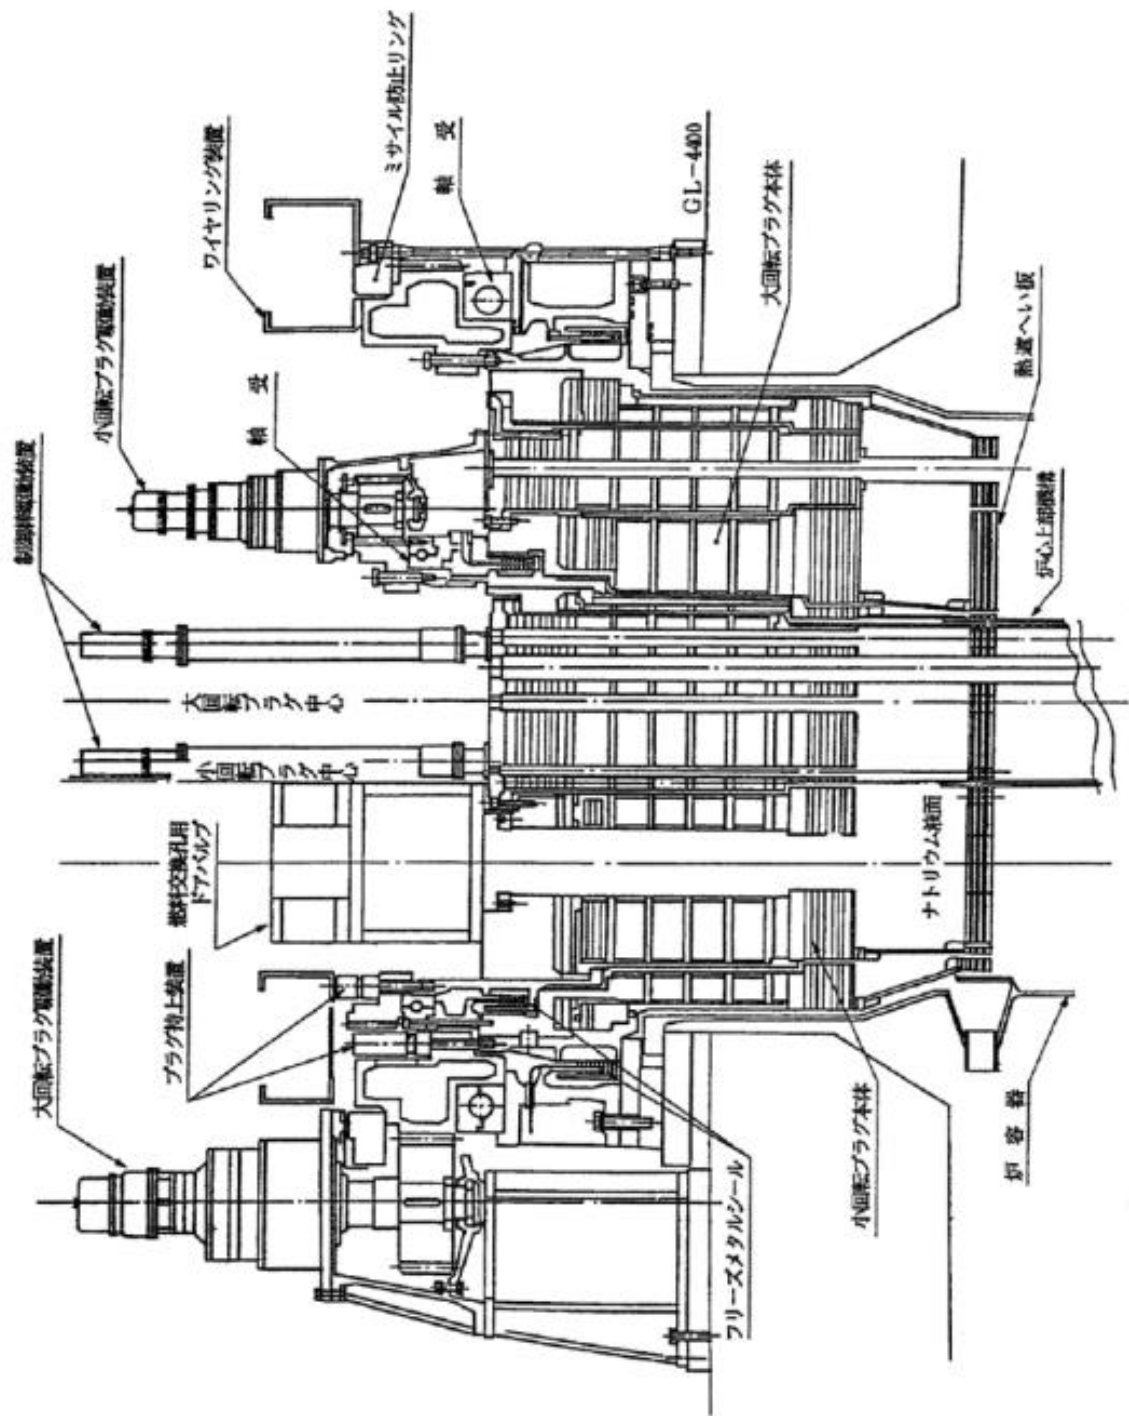 大回転プラグ駆動装置
プラグ持上装置
燃料交換孔用
ドアバルブ
小回転プラグ中心
大回転プラグ中心
制御棒駆動装置
小回転プラグ駆動装置
軸受
ワイヤリング装置
ミサイル防止リング
軸受
GL-4400
大回転プラグ本体
熱遮へい板
炉心上部機構
ナトリウム液面
炉容器
小回転プラグ本体
フリーズメタルシール